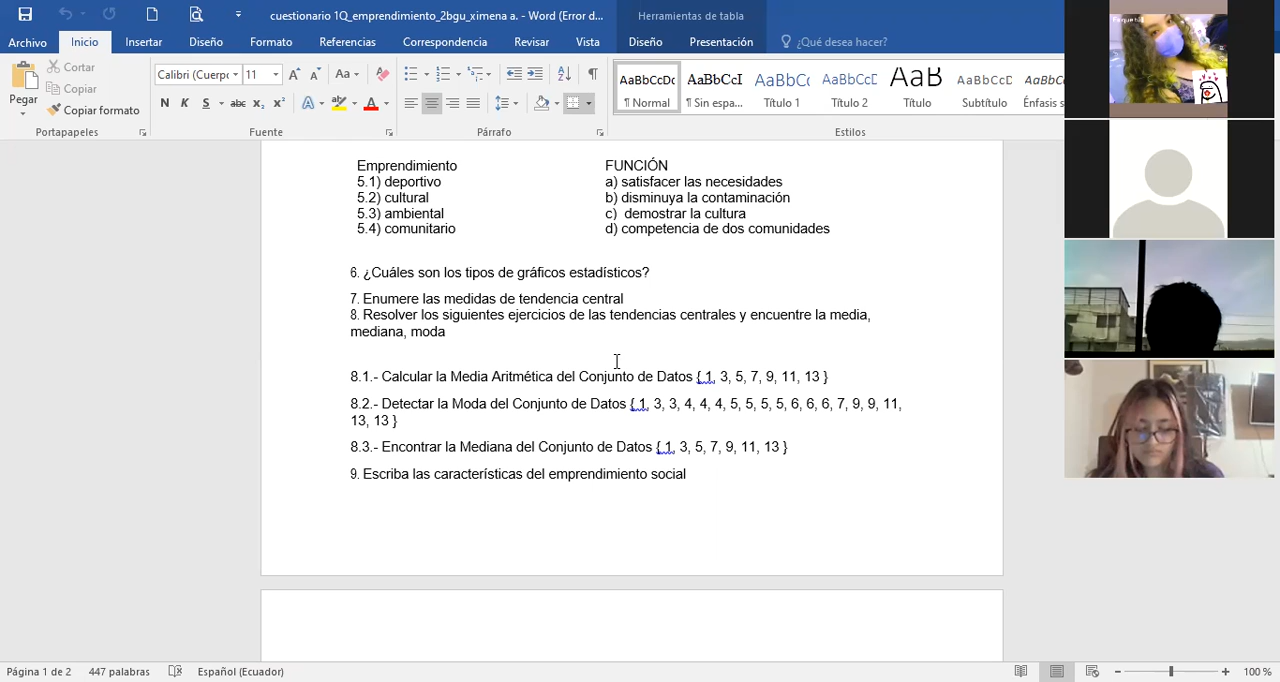 cuestionario 1Q_emprendimiento_2bgu_ximena a. - Word (Error d...
Herramientas de tabla
Archivo Inicio Insertar Diseño Formato Referencias Correspondencia Revisar Vista Diseño Presentación ¿Qué desea hacer?
Pegar
Cortar
Copiar
Copiar formato
Portapapeles
Calibri (Cuerpo 11
Aa
N K S abc x₂ x² A A
Fuente
Párrafo
AaBbCcDc AaBbCcI AaBbC AaBbCcD AaB AaBbCcD AaBbCc
¶ Normal ¶ Sin espa... Título 1 Título 2 Título Subtítulo Énfasis s
Estilos
Emprendimiento FUNCIÓN
5.1) deportivo a) satisfacer las necesidades
5.2) cultural b) disminuya la contaminación
5.3) ambiental c) demostrar la cultura
5.4) comunitario d) competencia de dos comunidades
6. ¿Cuáles son los tipos de gráficos estadísticos?
7. Enumere las medidas de tendencia central
8. Resolver los siguientes ejercicios de las tendencias centrales y encuentre la media,
mediana, moda
8.1.- Calcular la Media Aritmética del Conjunto de Datos { 1, 3, 5, 7, 9, 11, 13 }
8.2.- Detectar la Moda del Conjunto de Datos { 1, 3, 3, 4, 4, 4, 5, 5, 5, 5, 6, 6, 6, 7, 9, 9, 11,
13, 13 }
8.3.- Encontrar la Mediana del Conjunto de Datos { 1, 3, 5, 7, 9, 11, 13 }
9. Escriba las características del emprendimiento social
Página 1 de 2 447 palabras Español (Ecuador) 100 %